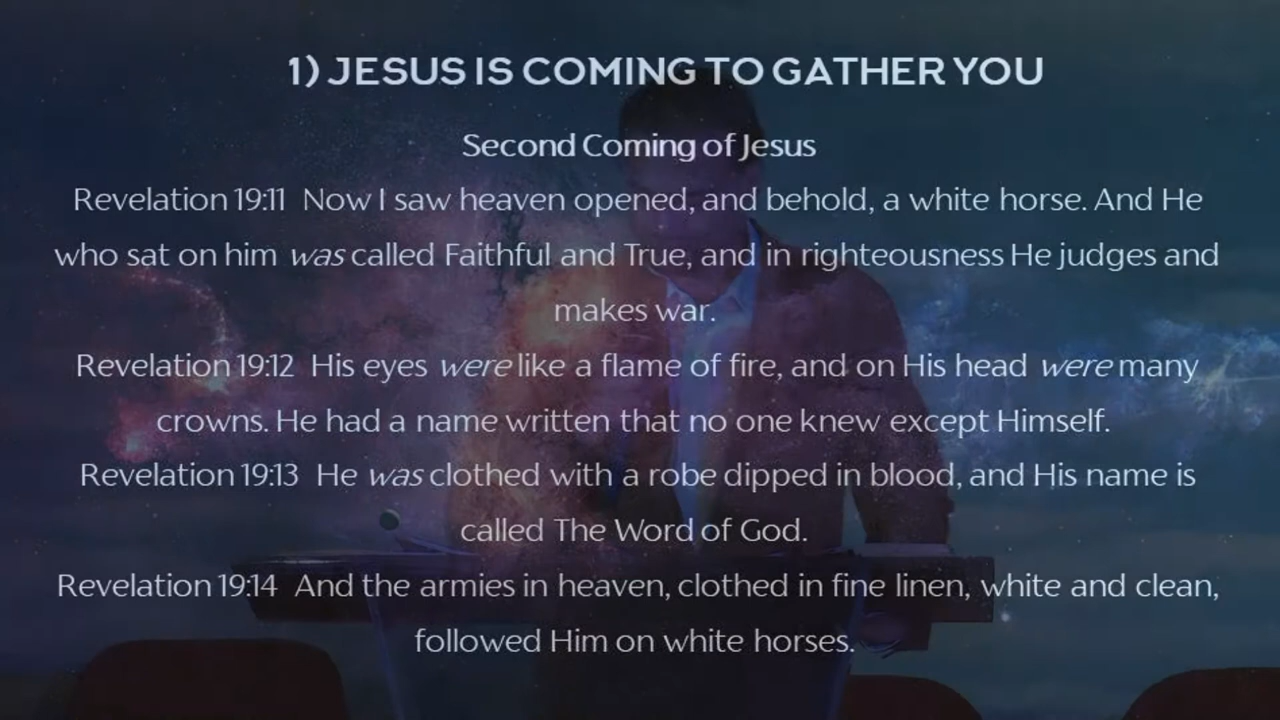 1) JESUS IS COMING TO GATHER YOU
Second Coming of Jesus
Revelation 19:11 Now I saw heaven opened, and behold, a white horse. And He
who sat on him was called Faithful and True, and in righteousness He judges and
makes war.
Revelation 19:12 His eyes were like a flame of fire, and on His head were many
crowns. He had a name written that no one knew except Himself.
Revelation 19:13 He was clothed with a robe dipped in blood, and His name is
called The Word of God.
Revelation 19:14 And the armies in heaven, clothed in fine linen, white and clean,
followed Him on white horses.